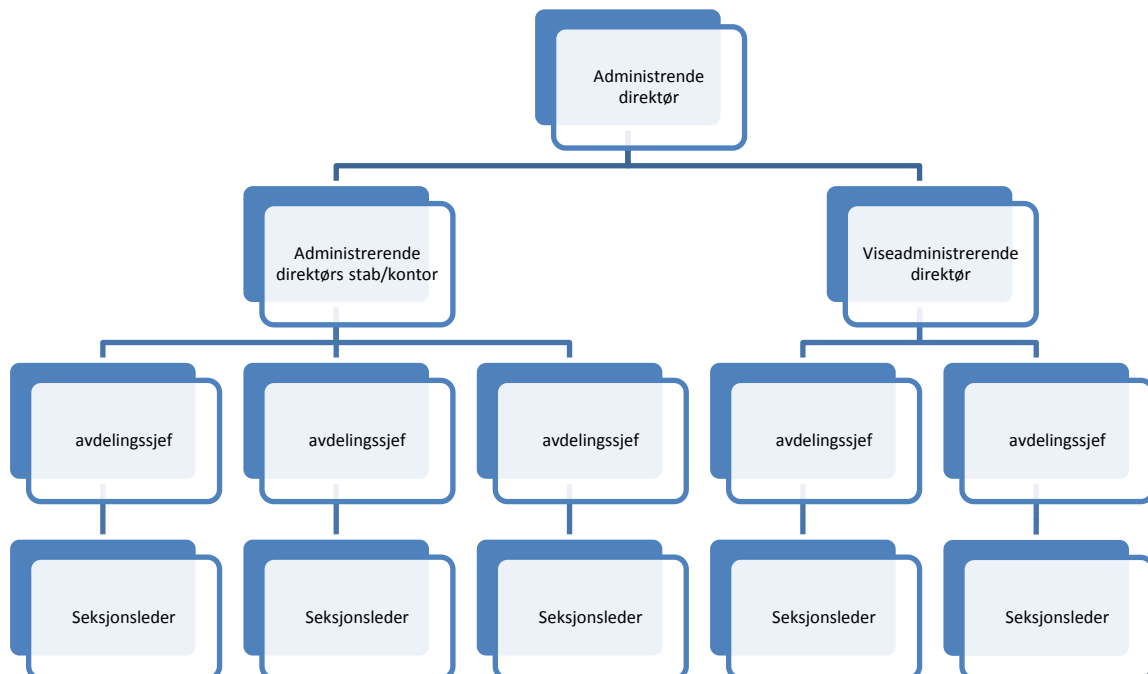 Administrende
direktør
Administrerende
direktørs stab/kontor
Viseadministrerende
direktør
avdelingssjef
avdelingssjef
avdelingssjef
avdelingssjef
avdelingssjef
Seksjonsleder
Seksjonsleder
Seksjonsleder
Seksjonsleder
Seksjonsleder